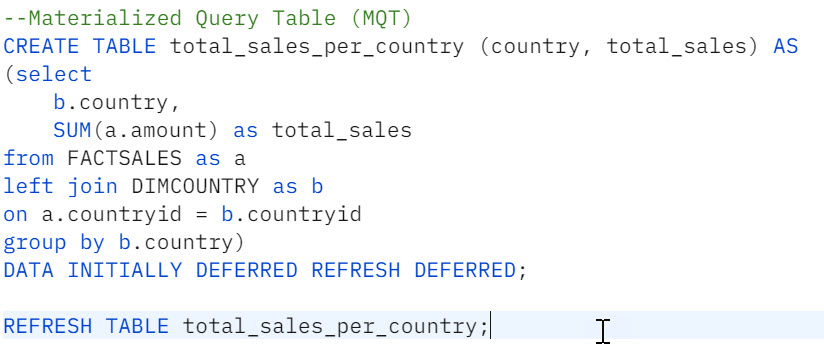 --Materialized Query Table (MQT)
CREATE TABLE total_sales_per_country (country, total_sales) AS
(select
    b.country,
    SUM(a.amount) as total_sales
from FACTSALES as a
left join DIMCOUNTRY as b
on a.countryid = b.countryid
group by b.country)
DATA INITIALLY DEFERRED REFRESH DEFERRED;

REFRESH TABLE total_sales_per_country;